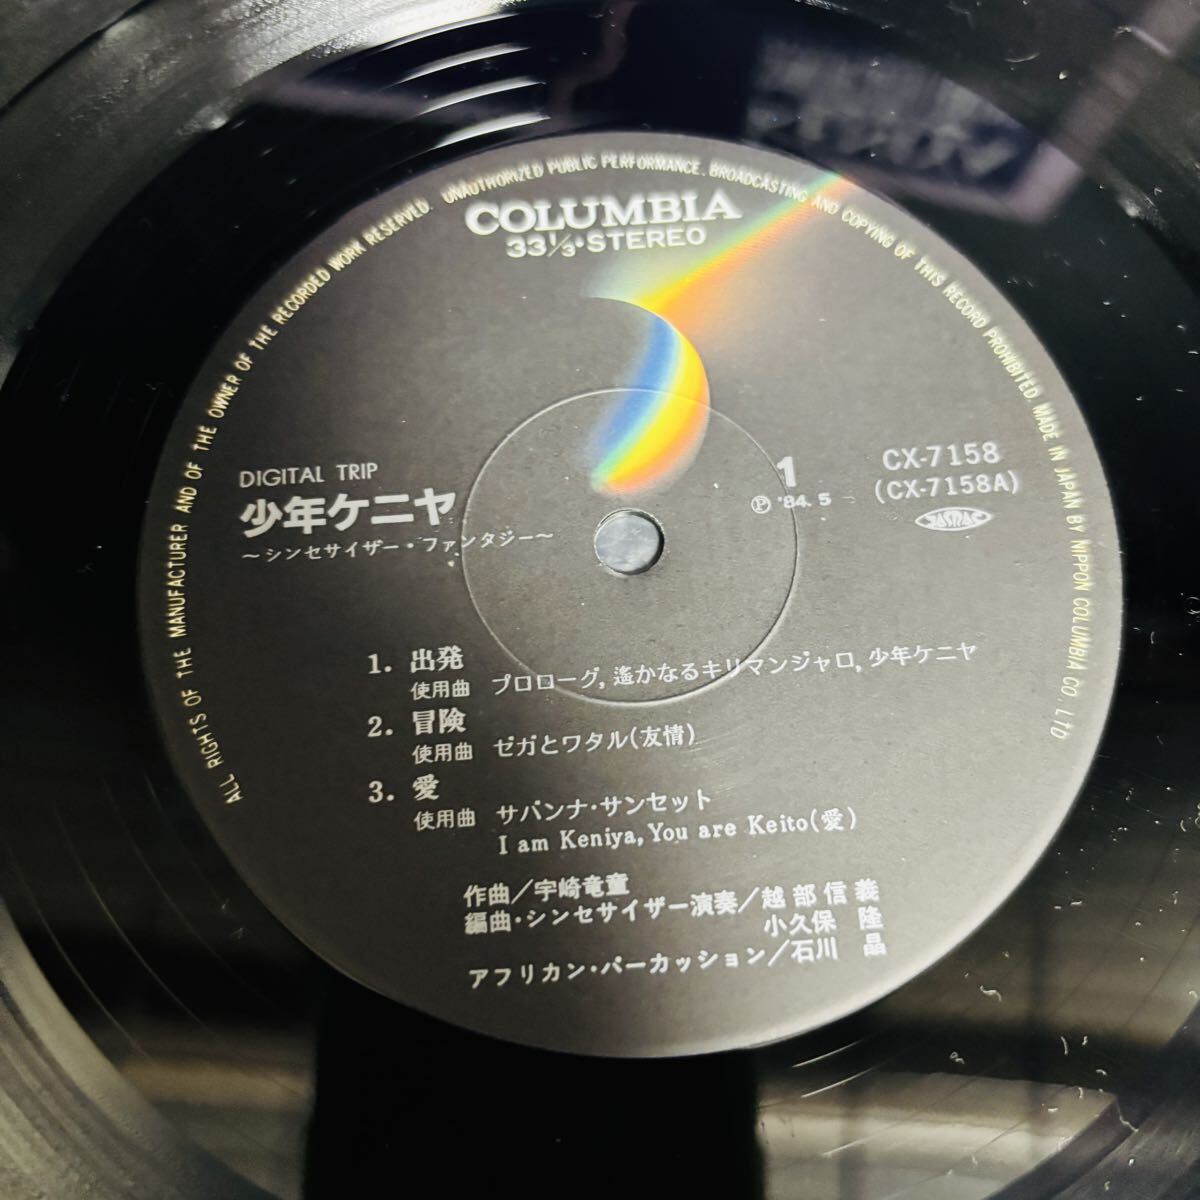 ALL RIGHTS OF THE MANUFACTURER AND OF THE OWNER OF THE RECORDED WORK RESERVED. UNAUTHORIZED PUBLIC PERFORMANCE. BROADCASTING AND COPYING OF THIS RECORD PROHIBITED. MADE IN JAPAN BY NIPPON COLUMBIA CO., LTD
COLUMBIA
33⅓・STEREO
DIGITAL TRIP
少年ケニヤ
〜シンセサイザー・ファンタジー〜
1
Ⓟ '84. 5
CX-7158
(CX-7158A)
JASRAC
1. 出発
使用曲 プロローグ, 遙かなるキリマンジャロ, 少年ケニヤ
2. 冒険
使用曲 ゼガとワタル(友情)
3. 愛
使用曲 サバンナ・サンセット
I am Keniya, You are Keito(愛)
作曲/宇崎竜童
編曲・シンセサイザー演奏/越部信義
小久保 隆
アフリカン・パーカッション/石川 晶